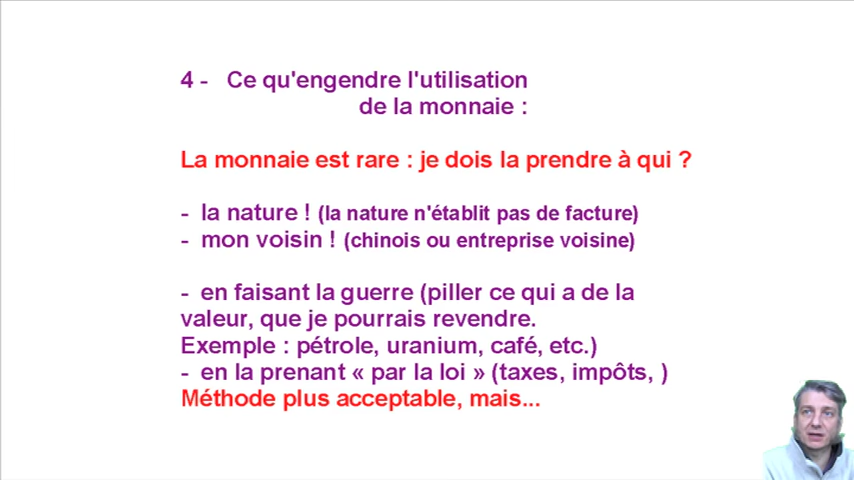 4 - Ce qu'engendre l'utilisation
de la monnaie :
La monnaie est rare : je dois la prendre à qui ?
- la nature ! (la nature n'établit pas de facture)
- mon voisin ! (chinois ou entreprise voisine)
- en faisant la guerre (piller ce qui a de la
valeur, que je pourrais revendre.
Exemple : pétrole, uranium, café, etc.)
- en la prenant « par la loi » (taxes, impôts, )
Méthode plus acceptable, mais...